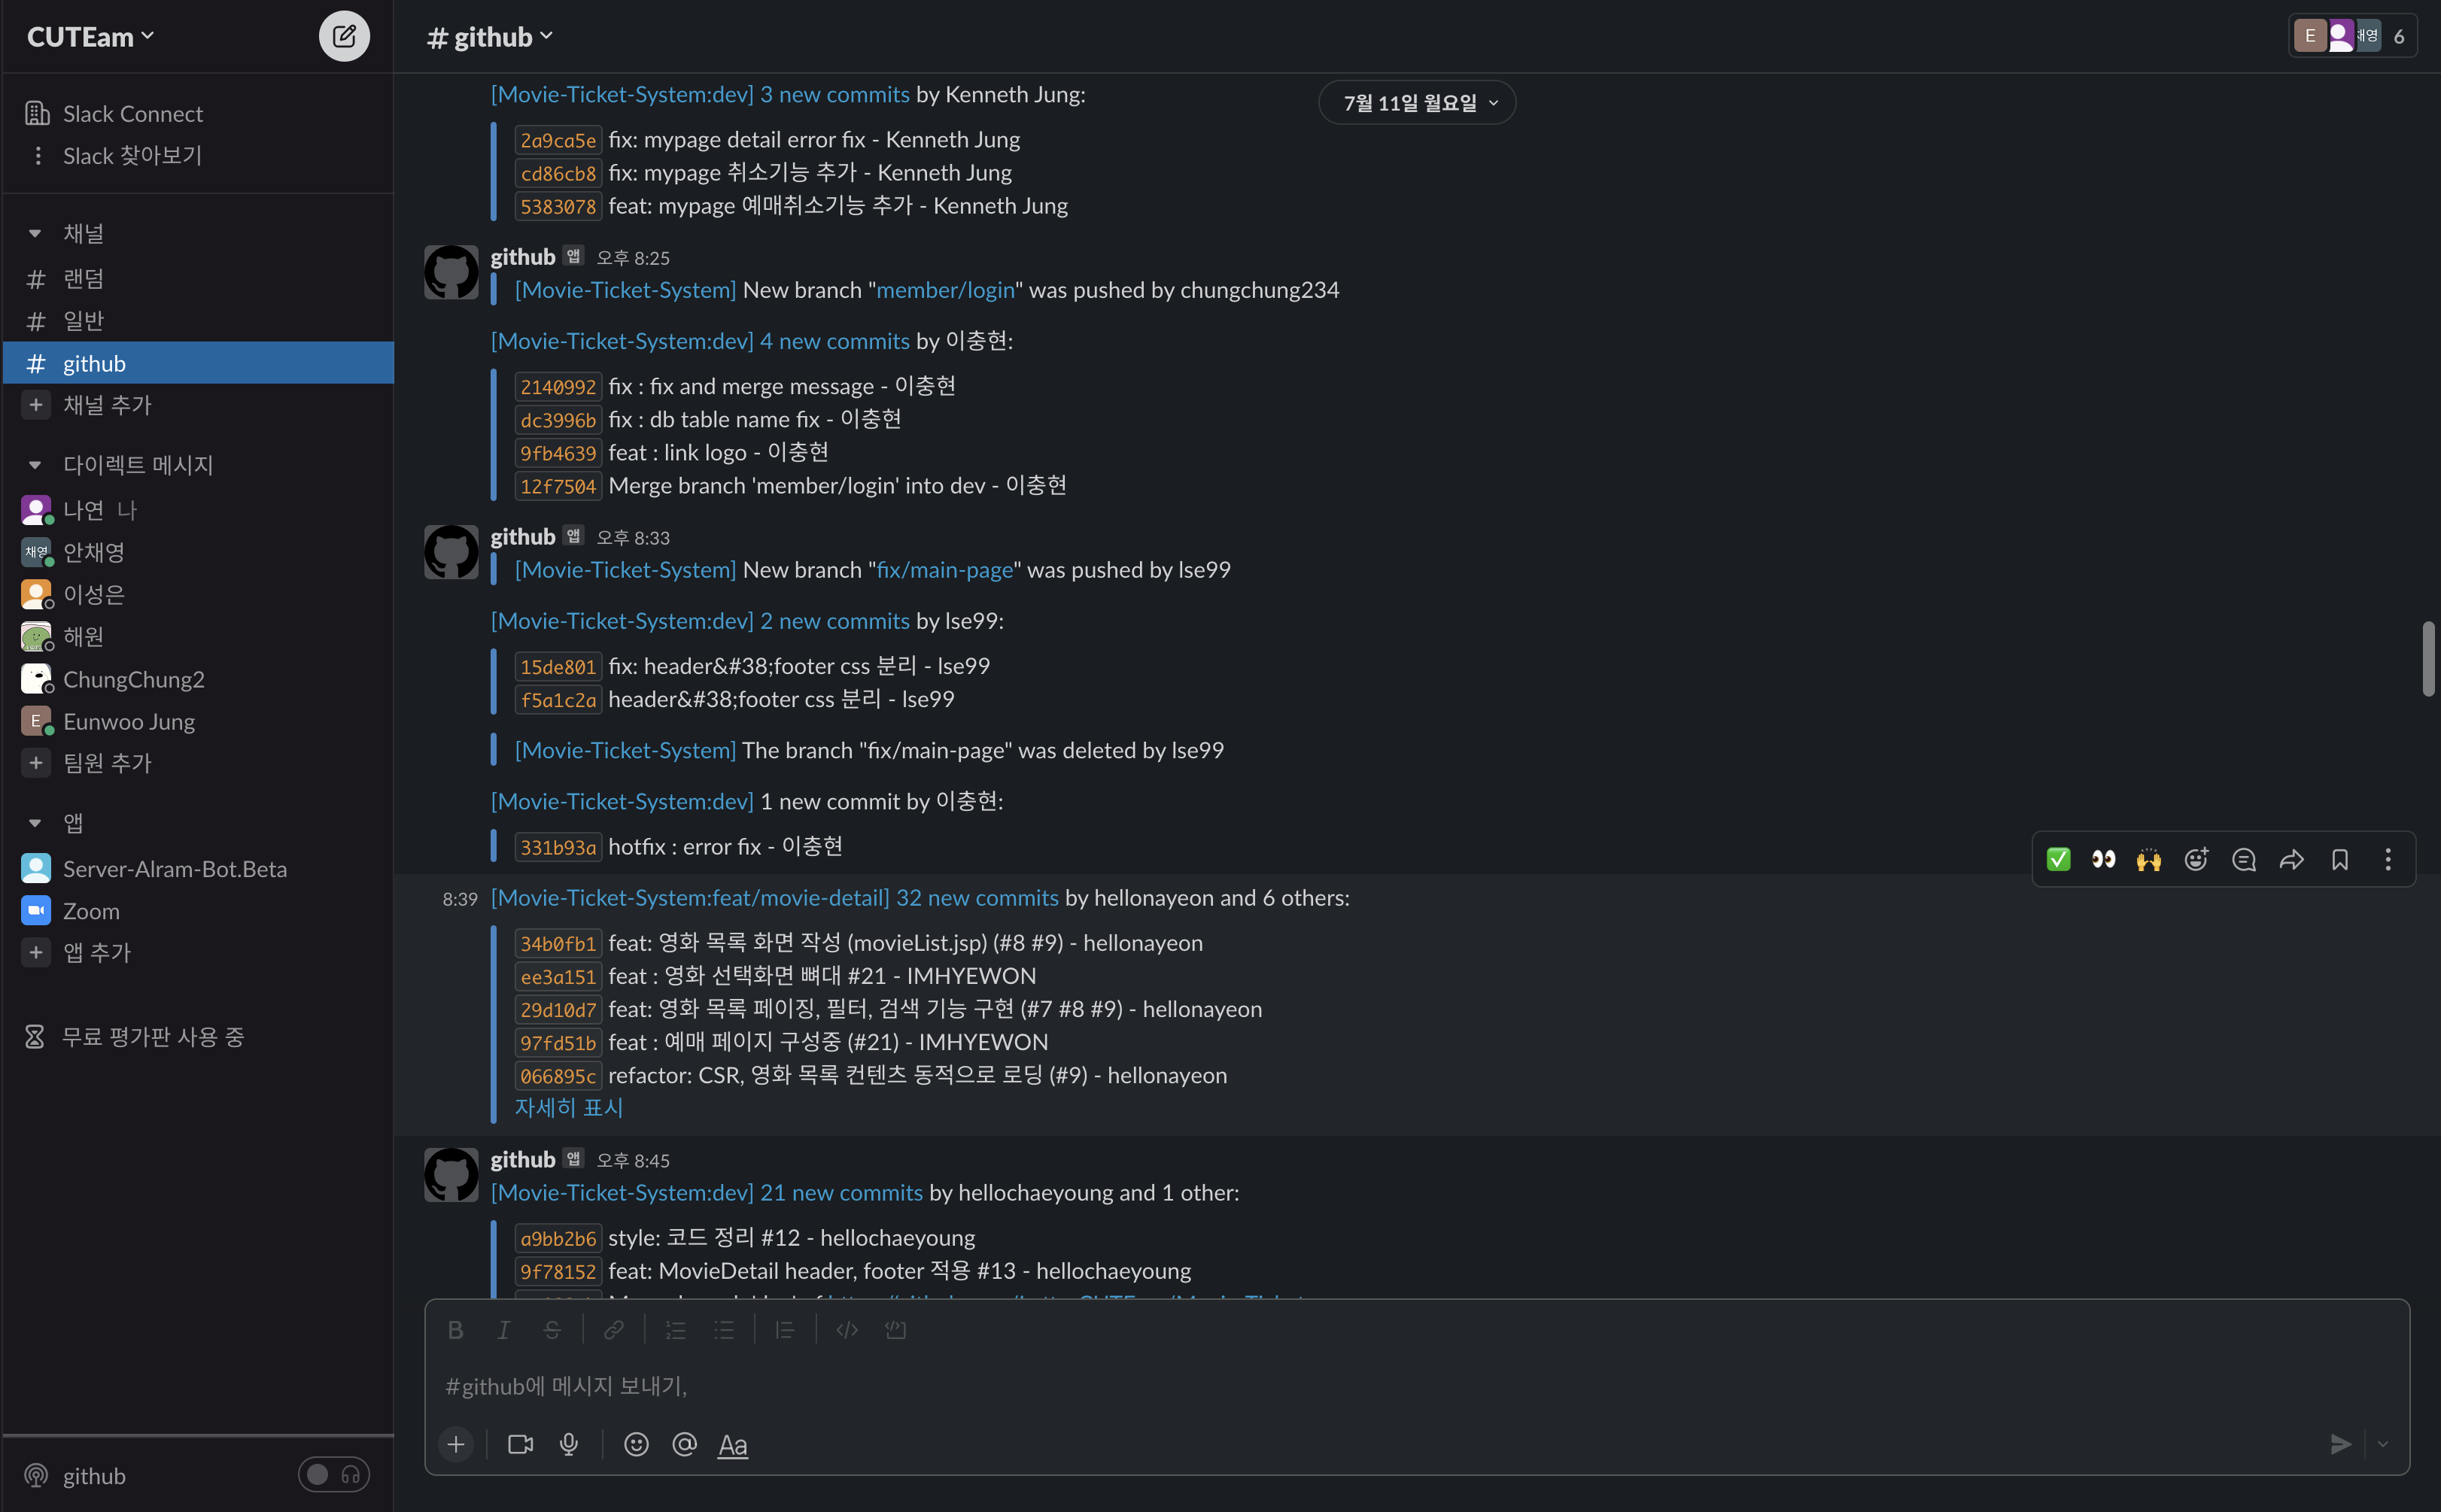 CUTEam
Slack Connect
Slack 찾아보기
채널
# 랜덤
# 일반
# github
+ 채널 추가
다이렉트 메시지
나연 나
채영 안채영
이성은
해원
ChungChung2
E Eunwoo Jung
+ 팀원 추가
앱
Server-Alram-Bot.Beta
Zoom
+ 앱 추가
무료 평가판 사용 중
github
# github
E 채영 6
7월 11일 월요일
[Movie-Ticket-System:dev] 3 new commits by Kenneth Jung:
2a9ca5e fix: mypage detail error fix - Kenneth Jung
cd86cb8 fix: mypage 취소기능 추가 - Kenneth Jung
5383078 feat: mypage 예매취소기능 추가 - Kenneth Jung
github 앱 오후 8:25
[Movie-Ticket-System] New branch "member/login" was pushed by chungchung234
[Movie-Ticket-System:dev] 4 new commits by 이충현:
2140992 fix : fix and merge message - 이충현
dc3996b fix : db table name fix - 이충현
9fb4639 feat : link logo - 이충현
12f7504 Merge branch 'member/login' into dev - 이충현
github 앱 오후 8:33
[Movie-Ticket-System] New branch "fix/main-page" was pushed by lse99
[Movie-Ticket-System:dev] 2 new commits by lse99:
15de801 fix: header&#38;footer css 분리 - lse99
f5a1c2a header&#38;footer css 분리 - lse99
[Movie-Ticket-System] The branch "fix/main-page" was deleted by lse99
[Movie-Ticket-System:dev] 1 new commit by 이충현:
331b93a hotfix : error fix - 이충현
8:39 [Movie-Ticket-System:feat/movie-detail] 32 new commits by hellonayeon and 6 others:
34b0fb1 feat: 영화 목록 화면 작성 (movieList.jsp) (#8 #9) - hellonayeon
ee3a151 feat : 영화 선택화면 뼈대 #21 - IMHYEWON
29d10d7 feat: 영화 목록 페이징, 필터, 검색 기능 구현 (#7 #8 #9) - hellonayeon
97fd51b feat : 예매 페이지 구성중 (#21) - IMHYEWON
066895c refactor: CSR, 영화 목록 컨텐츠 동적으로 로딩 (#9) - hellonayeon
자세히 표시
github 앱 오후 8:45
[Movie-Ticket-System:dev] 21 new commits by hellochaeyoung and 1 other:
a9bb2b6 style: 코드 정리 #12 - hellochaeyoung
9f78152 feat: MovieDetail header, footer 적용 #13 - hellochaeyoung
B I S
#github에 메시지 보내기,
+ @ Aa